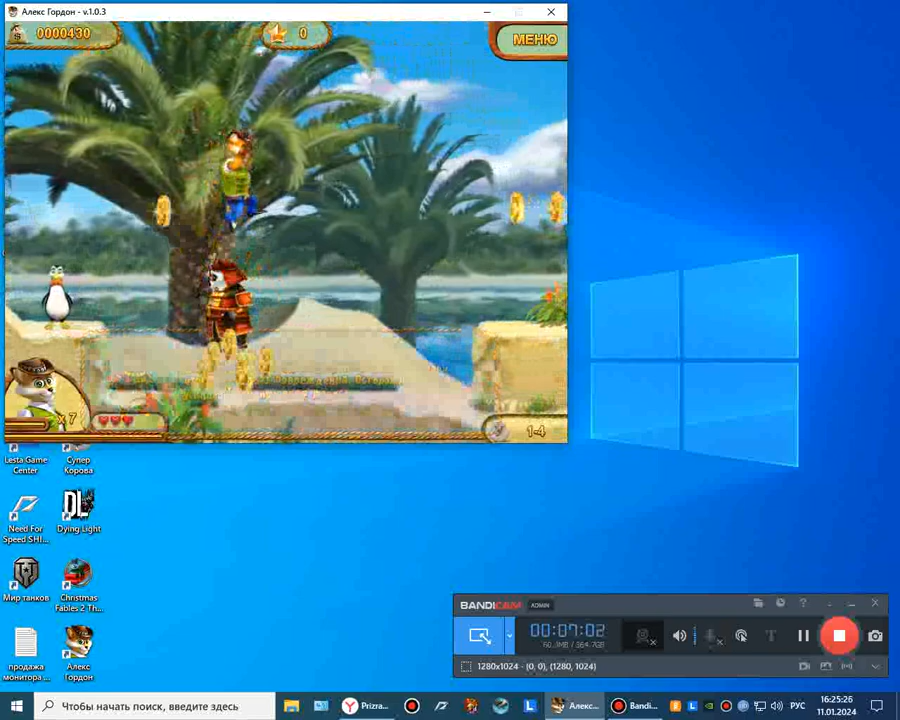 Алекс Гордон - v.1.0.3
0000430
0
МЕНЮ
x7
1-4
Lesta Game Center
Супер Корова
Need For Speed SHI...
Dying Light
Мир танков
Christmas Fables 2 Th...
продажа монитора ...
Алекс Гордон
BANDICAM
ADMIN
00:07:02
1280x1024 - (0, 0), (1280, 1024)
Чтобы начать поиск, введите здесь
Prizra...
Алекс...
Bandi...
РУС
16:25:26
11.01.2024